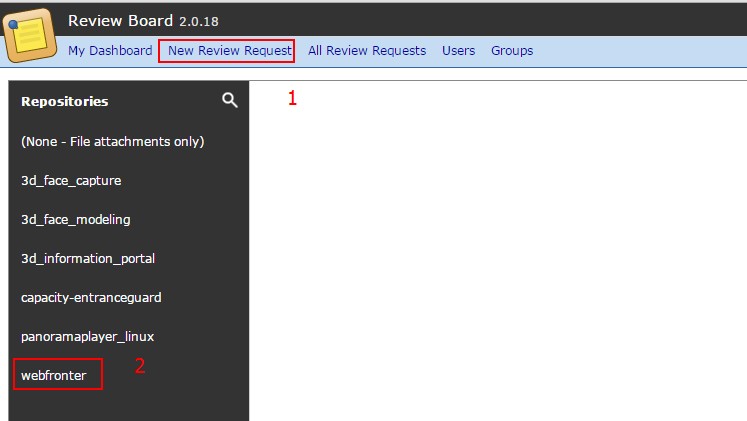 Review Board 2.0.18
My Dashboard New Review Request All Review Requests Users Groups
Repositories
1
(None - File attachments only)
3d_face_capture
3d_face_modeling
3d_information_portal
capacity-entranceguard
panoramaplayer_linux
webfronter
2